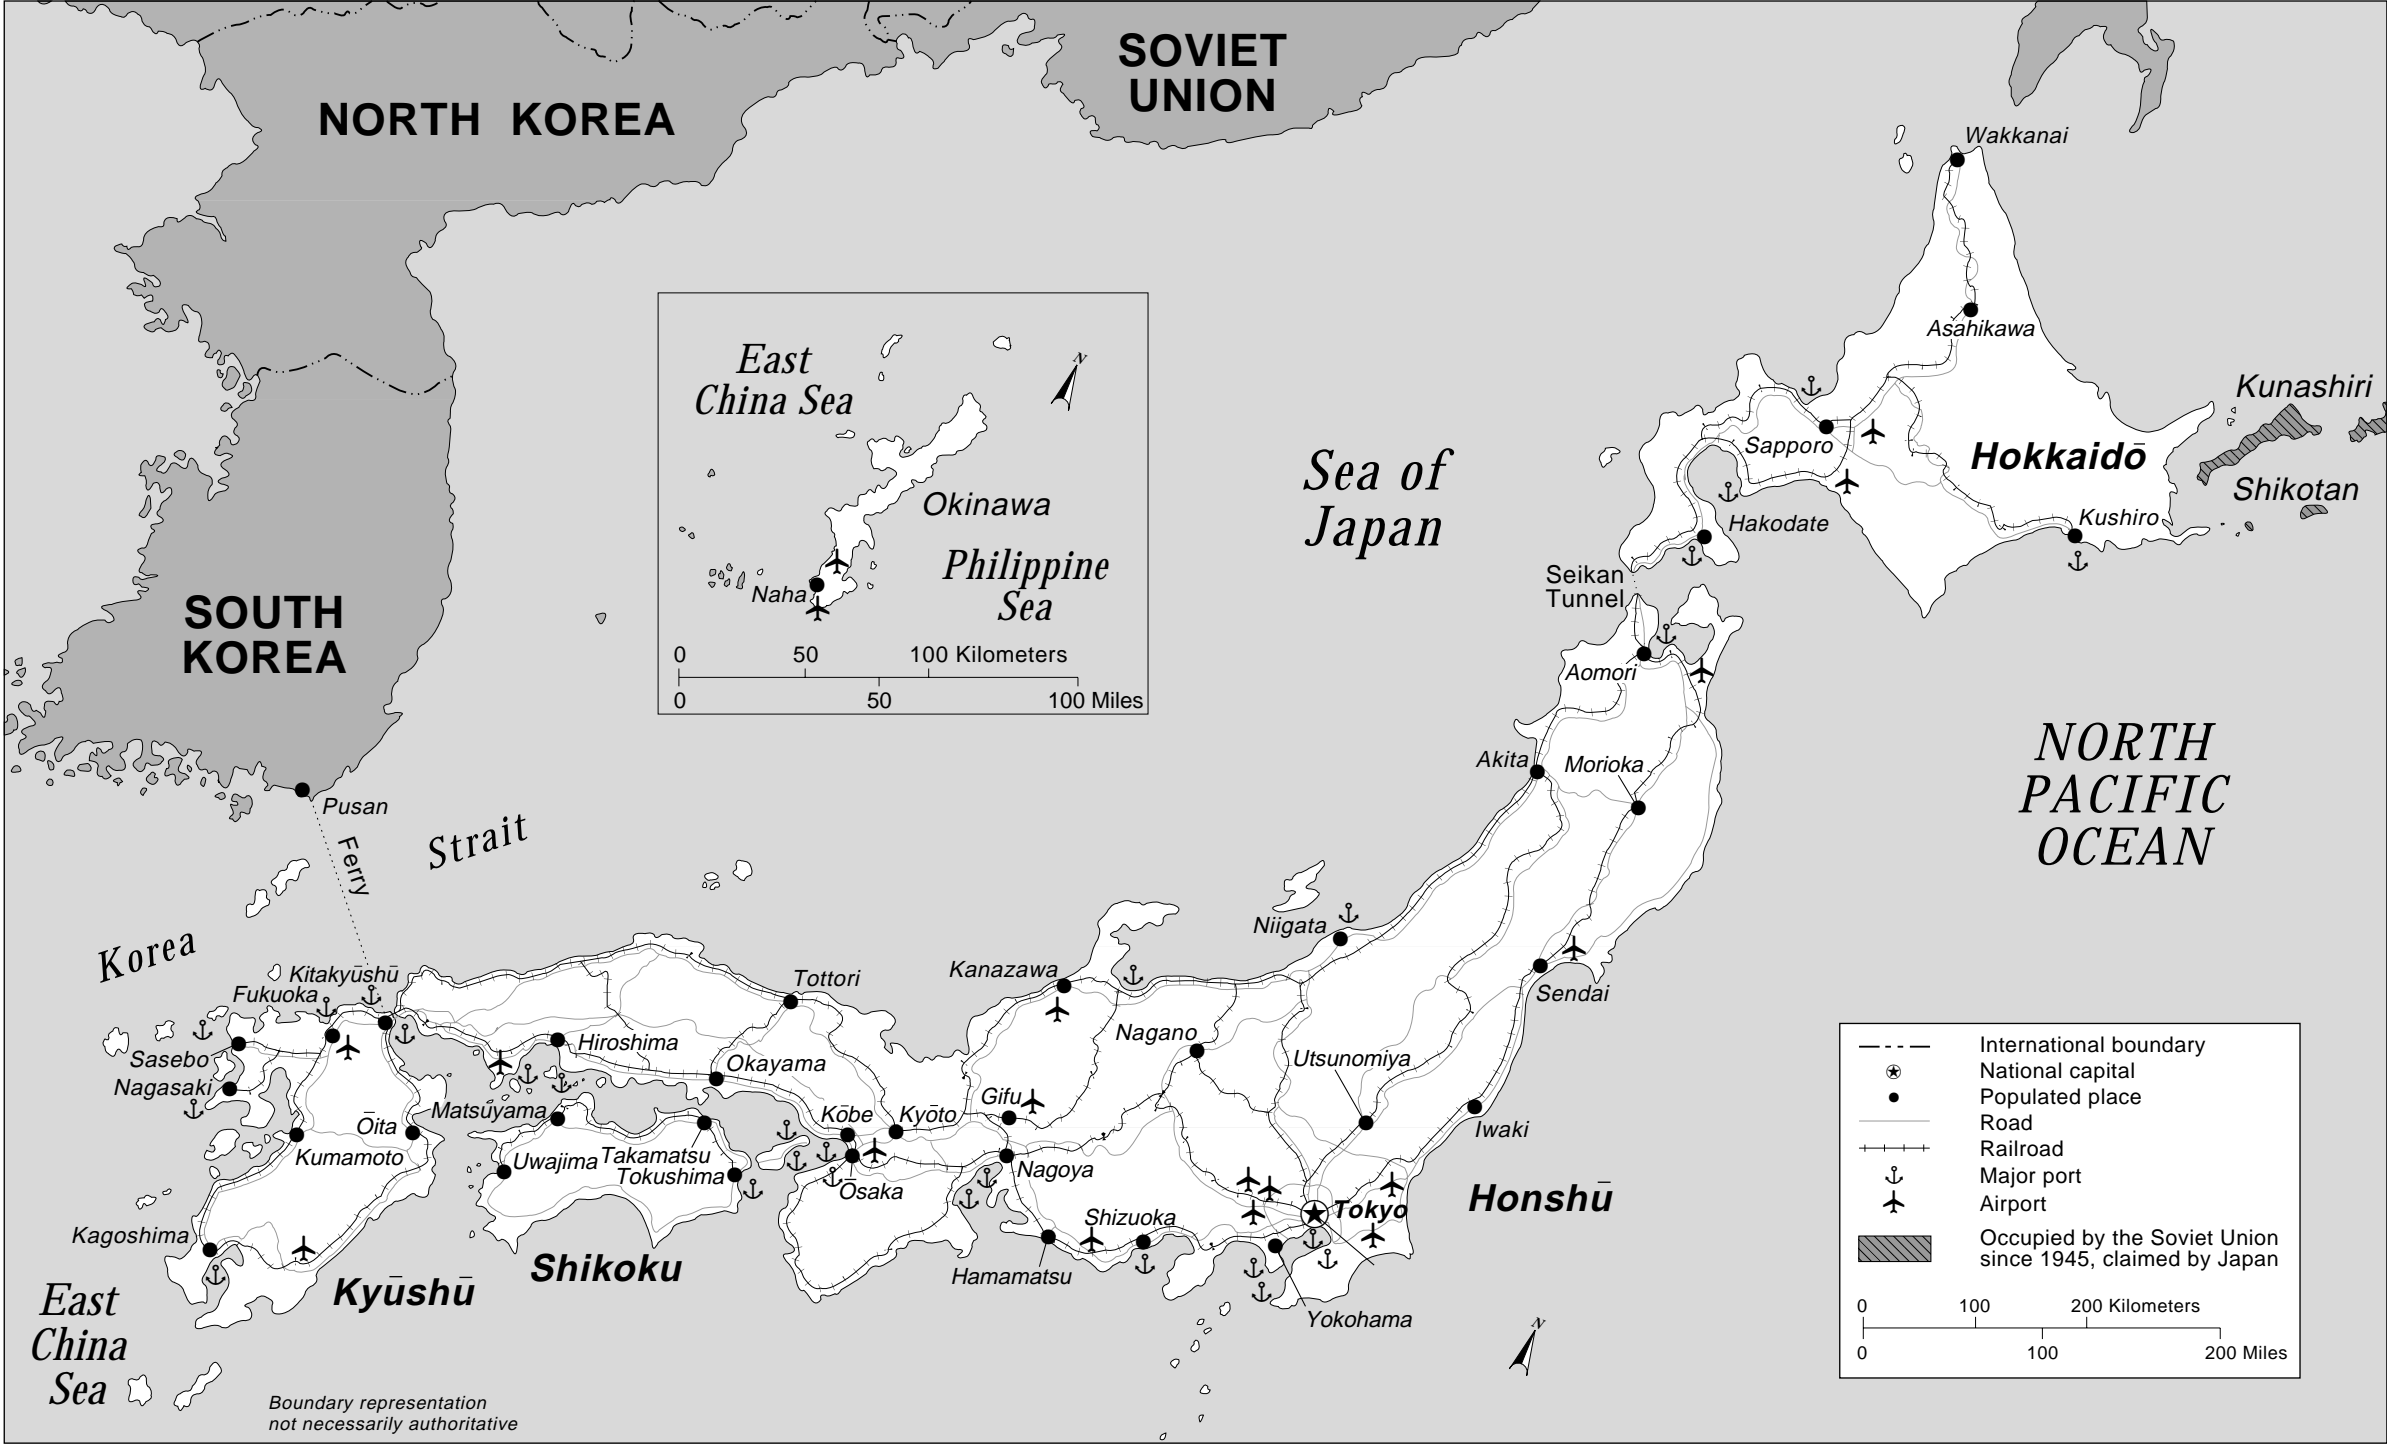 SOVIET
UNION
NORTH KOREA
Wakkanai
Asahikawa
East
China Sea
N
Kunashiri
Sapporo
Hokkaidō
Sea of
Japan
Shikotan
Okinawa
Hakodate
Kushiro
Philippine
Sea
Naha
Seikan
Tunnel
SOUTH
KOREA
0 50 100 Kilometers
0 50 100 Miles
Aomori
NORTH
PACIFIC
OCEAN
Akita
Morioka
Pusan
Ferry
Strait
Korea
Niigata
Kanazawa
Kitakyūshū
Fukuoka
Tottori
Sendai
Sasebo
Hiroshima
Nagano
Nagasaki
Okayama
Utsunomiya
Matsuyama
Kōbe
Kyōto
Gifu
Ōita
Iwaki
Kumamoto
Uwajima
Takamatsu
Tokushima
Nagoya
Ōsaka
Honshū
Tokyo
Kagoshima
Shizuoka
Shikoku
Hamamatsu
Kyūshū
Yokohama
East
China
Sea
N
Boundary representation
not necessarily authoritative
International boundary
National capital
Populated place
Road
Railroad
Major port
Airport
Occupied by the Soviet Union
since 1945, claimed by Japan
0 100 200 Kilometers
0 100 200 Miles